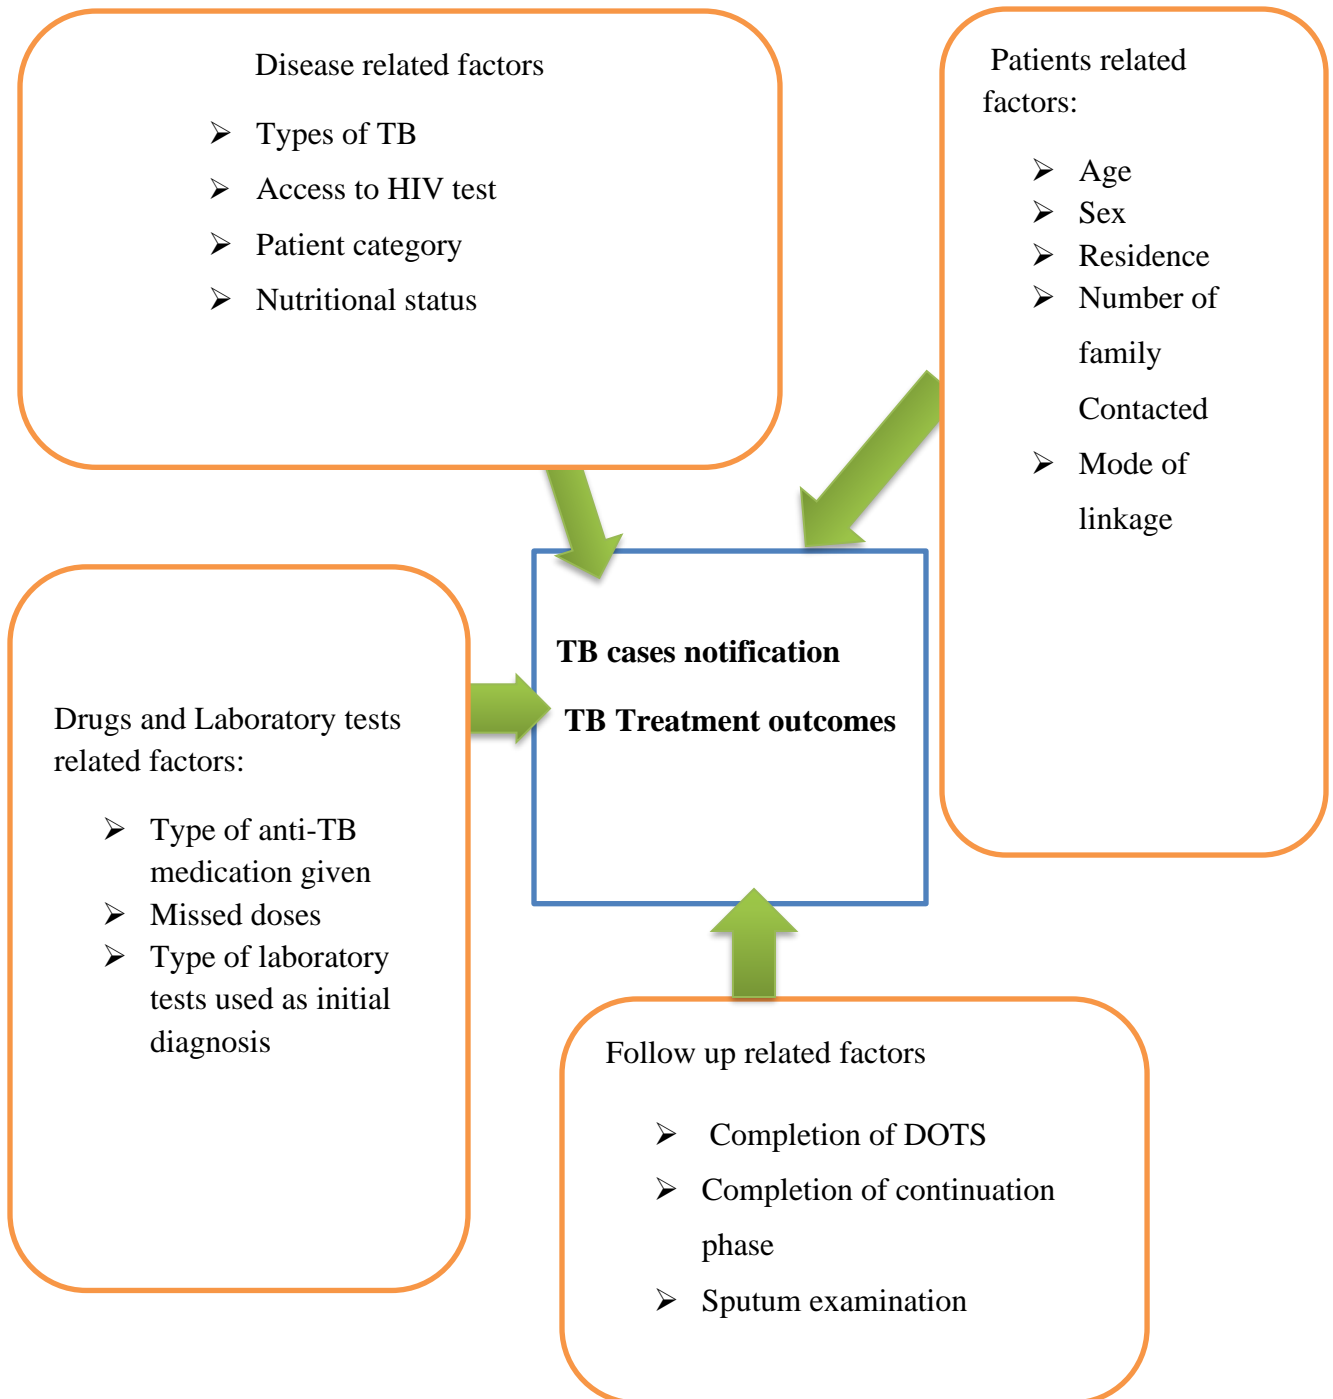 Disease related factors
➢ Types of TB
➢ Access to HIV test
➢ Patient category
➢ Nutritional status
Patients related
factors:
➢ Age
➢ Sex
➢ Residence
➢ Number of
family
Contacted
➢ Mode of
linkage
TB cases notification
TB Treatment outcomes
Drugs and Laboratory tests
related factors:
➢ Type of anti-TB
medication given
➢ Missed doses
➢ Type of laboratory
tests used as initial
diagnosis
Follow up related factors
➢ Completion of DOTS
➢ Completion of continuation
phase
➢ Sputum examination